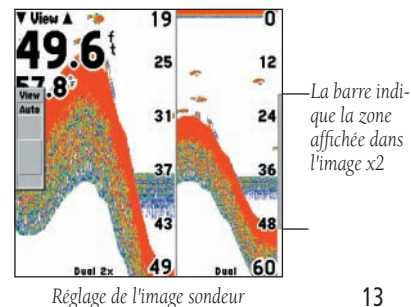 ▼ View ▲
49.6 ft
57.8°F
View
Auto
19
25
31
37
43
49
Dual 2x
0
12
24
36
48
60
Dual
La barre indi-
que la zone
affichée dans
l'image x2
Réglage de l'image sondeur
13